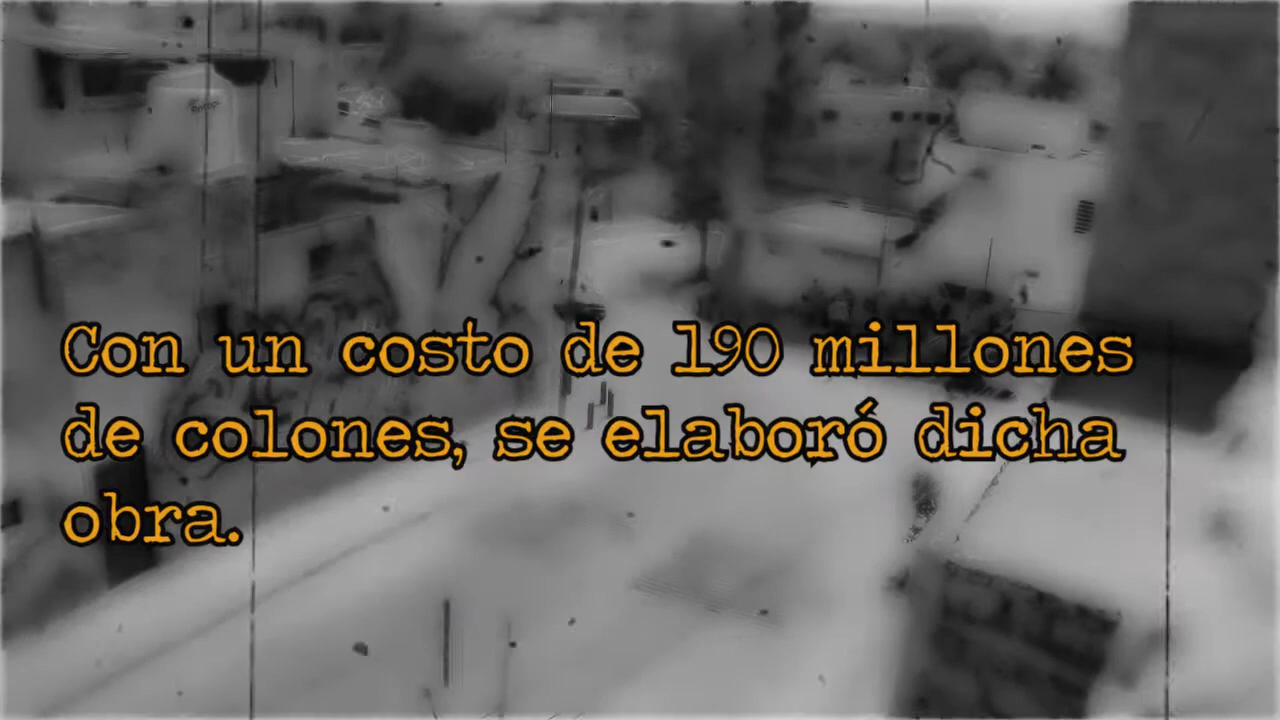 Con un costo de 190 millones
de colones, se elaboró dicha
obra.